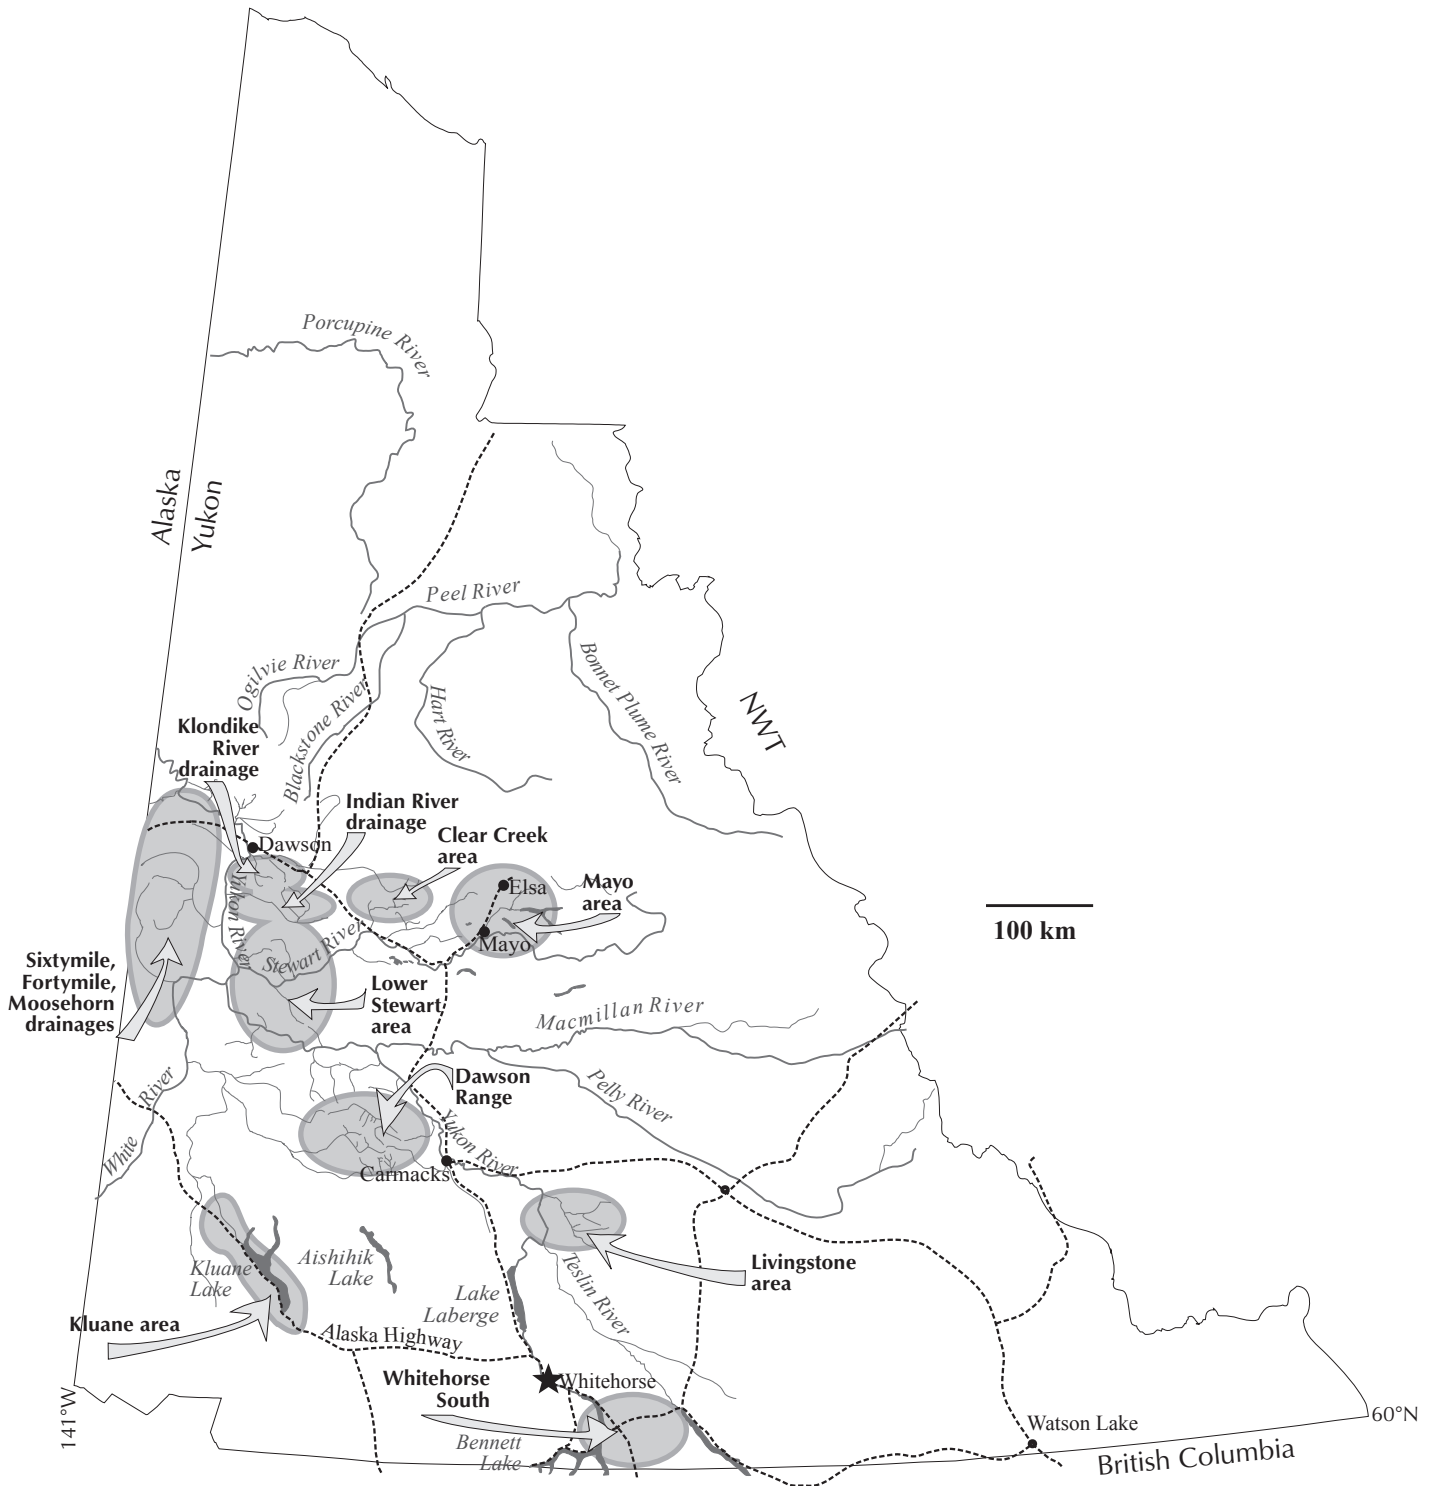 Porcupine River
Alaska
Yukon
Peel River
Ogilvie River
Blackstone River
Hart River
Bonnet Plume River
NWT
Klondike
River
drainage
Indian River
drainage
Clear Creek
area
Dawson
Elsa
Mayo
area
Mayo
Yukon River
Stewart River
100 km
Sixtymile,
Fortymile,
Moosehorn
drainages
Lower
Stewart
area
Macmillan River
Dawson
Range
Pelly River
White River
Yukon River
Carmacks
Livingstone
area
Kluane
Lake
Aishihik
Lake
Lake
Laberge
Teslin River
Kluane area
Alaska Highway
Whitehorse
South
Whitehorse
Bennett
Lake
141°W
60°N
Watson Lake
British Columbia